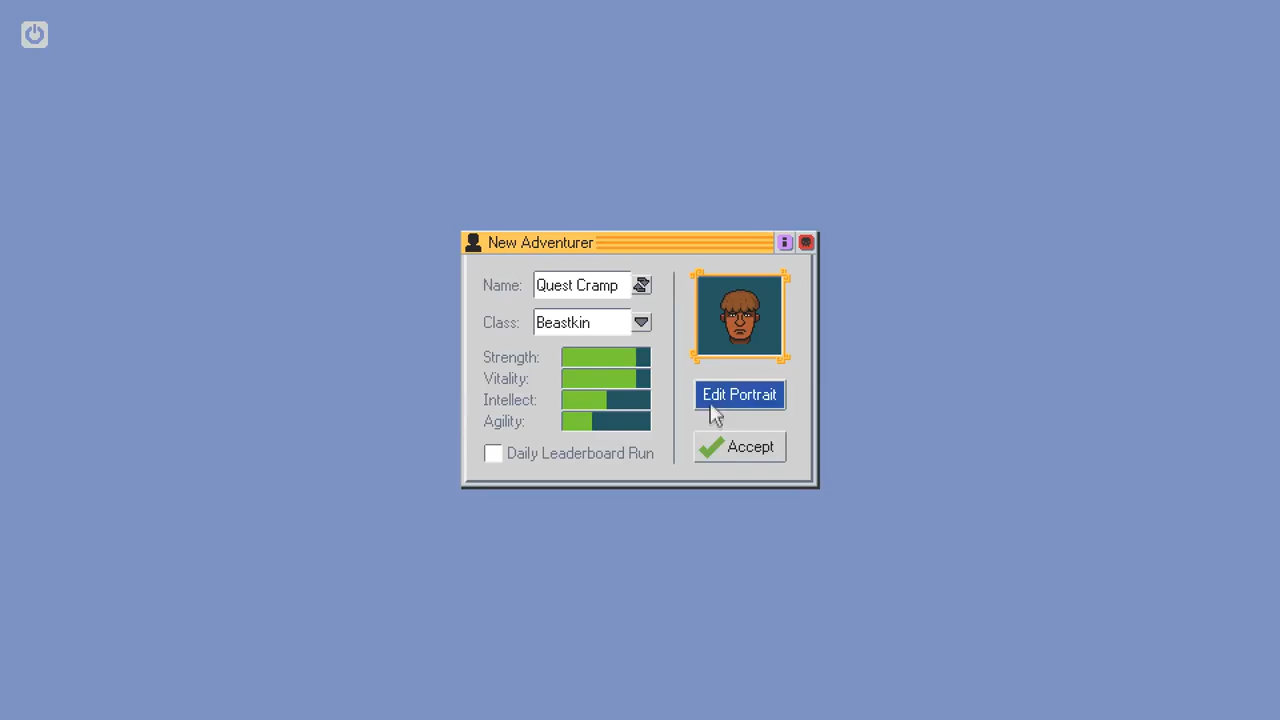 New Adventurer
Name: Quest Cramp
Class: Beastkin
Strength:
Vitality:
Intellect:
Agility:
Daily Leaderboard Run
Edit Portrait
Accept